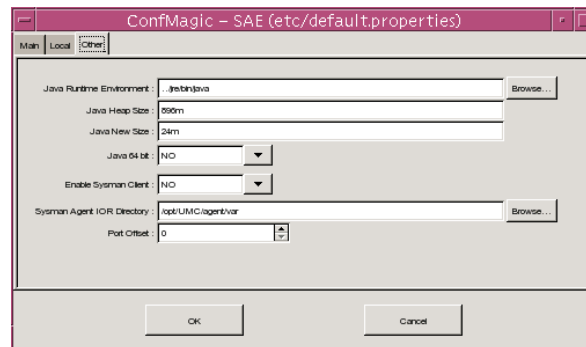 ConfMagic – SAE (etc/default.properties)
Main Local Other
Java Runtime Environment : ../jre/bin/java Browse...
Java Heap Size : 896m
Java New Size : 24m
Java 64 bit : NO
Enable Sysman Client : NO
Sysman Agent IOR Directory : /opt/UMC/agent/var Browse...
Port Offset : 0
OK Cancel